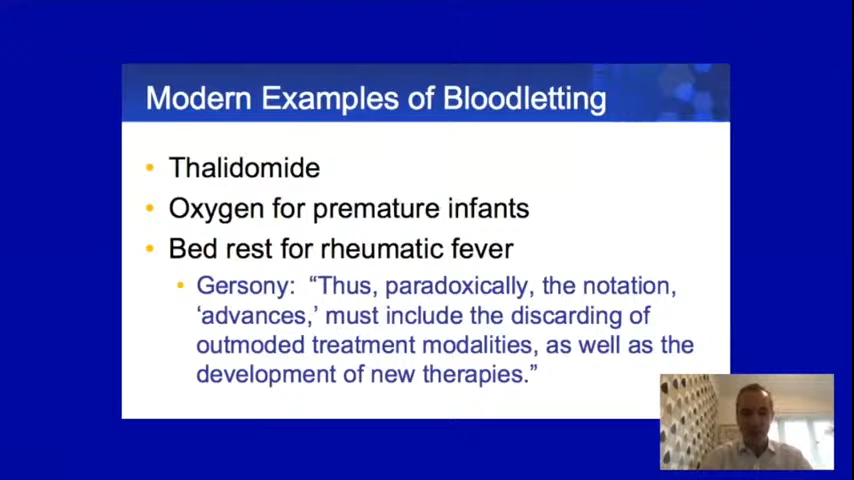 Modern Examples of Bloodletting
• Thalidomide
• Oxygen for premature infants
• Bed rest for rheumatic fever
• Gersony: “Thus, paradoxically, the notation,
‘advances,’ must include the discarding of
outmoded treatment modalities, as well as the
development of new therapies.”